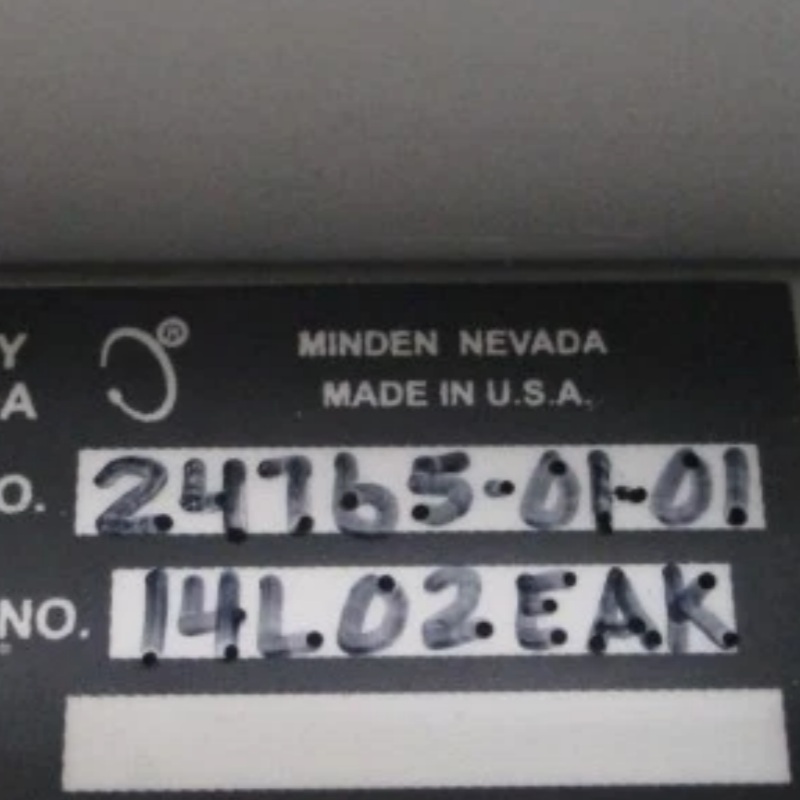 Y ® MINDEN NEVADA
A MADE IN U.S.A.
O. 24765-01-01
NO. 14L02EAK